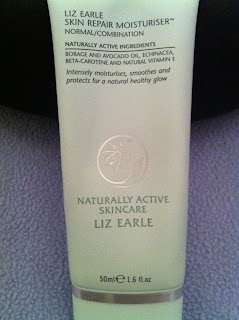 LIZ EARLE
SKIN REPAIR MOISTURISER™
NORMAL/COMBINATION
NATURALLY ACTIVE INGREDIENTS
BORAGE AND AVOCADO OIL, ECHINACEA,
BETA-CAROTENE AND NATURAL VITAMIN E
Intensely moisturises, smoothes and
protects for a natural healthy glow
NATURALLY ACTIVE
SKINCARE
LIZ EARLE
50ml ℮ 1.6 fl.oz